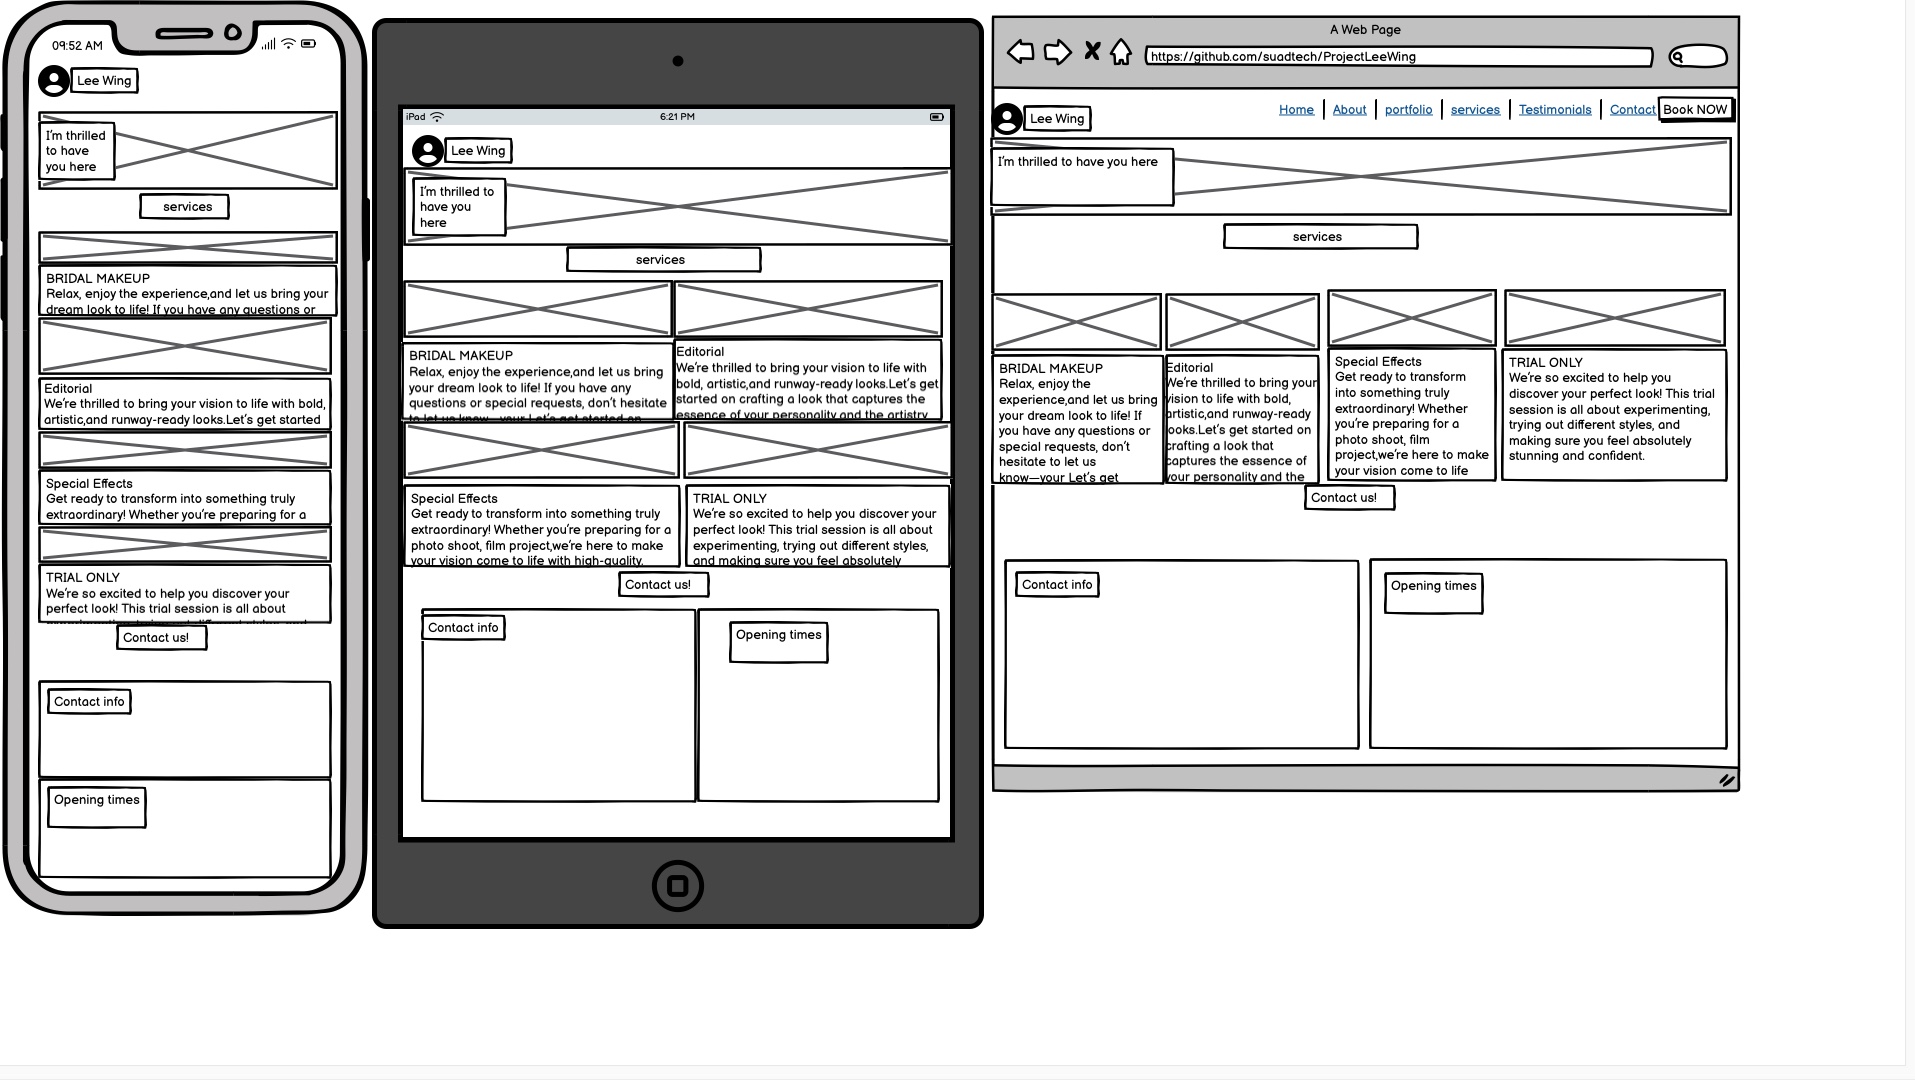 09:52 AM
Lee Wing
I'm thrilled
to have
you here
services
BRIDAL MAKEUP
Relax, enjoy the experience,and let us bring your
dream look to life! If you have any questions or
Editorial
We're thrilled to bring your vision to life with bold,
artistic,and runway-ready looks.Let's get started
Special Effects
Get ready to transform into something truly
extraordinary! Whether you're preparing for a
TRIAL ONLY
We're so excited to help you discover your
perfect look! This trial session is all about
Contact us!
Contact info
Opening times
iPad
6:21 PM
Lee Wing
I'm thrilled to
have you
here
services
BRIDAL MAKEUP
Relax, enjoy the experience,and let us bring
your dream look to life! If you have any
questions or special requests, don't hesitate
to let us know—your Let's get started on
Editorial
We're thrilled to bring your vision to life with
bold, artistic,and runway-ready looks.Let's get
started on crafting a look that captures the
essence of your personality and the artistry
Special Effects
Get ready to transform into something truly
extraordinary! Whether you're preparing for a
photo shoot, film project,we're here to make
your vision come to life with high-quality,
TRIAL ONLY
We're so excited to help you discover your
perfect look! This trial session is all about
experimenting, trying out different styles,
and making sure you feel absolutely
Contact us!
Contact info
Opening times
A Web Page
https://github.com/suadtech/ProjectLeeWing
Lee Wing
Home | About | portfolio | services | Testimonials | Contact
Book NOW
I'm thrilled to have you here
services
BRIDAL MAKEUP
Relax, enjoy the
experience,and let us bring
your dream look to life! If
you have any questions or
special requests, don't
hesitate to let us
know—your Let's get
Editorial
We're thrilled to bring your
vision to life with bold,
artistic,and runway-ready
looks.Let's get started on
crafting a look that
captures the essence of
your personality and the
Special Effects
Get ready to transform
into something truly
extraordinary! Whether
you're preparing for a
photo shoot, film
project,we're here to make
your vision come to life
TRIAL ONLY
We're so excited to help you
discover your perfect look! This trial
session is all about experimenting,
trying out different styles, and
making sure you feel absolutely
stunning and confident.
Contact us!
Contact info
Opening times